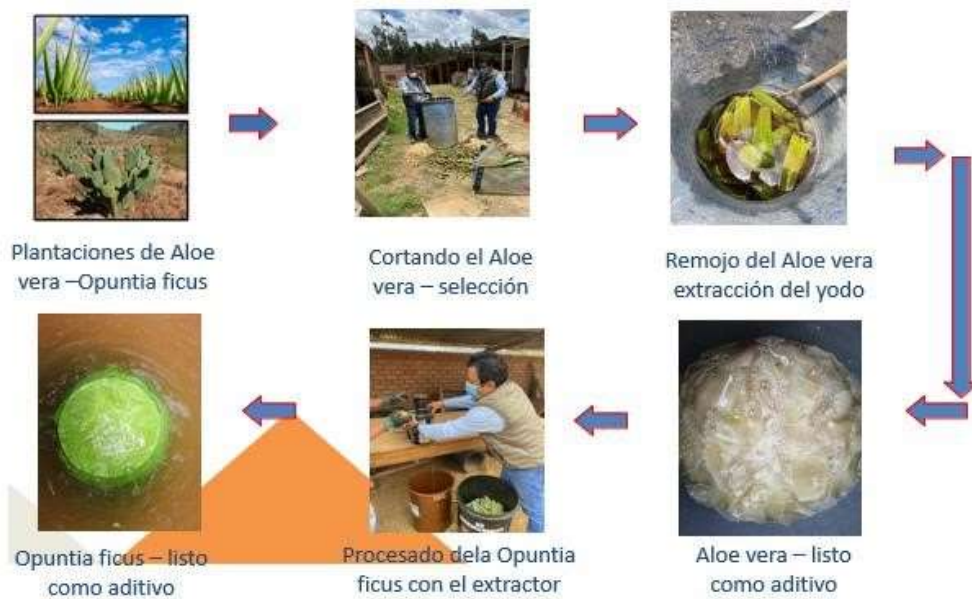 Plantaciones de Aloe
vera –Opuntia ficus
Cortando el Aloe
vera – selección
Remojo del Aloe vera
extracción del yodo
Opuntia ficus – listo
como aditivo
Procesado dela Opuntia
ficus con el extractor
Aloe vera – listo
como aditivo